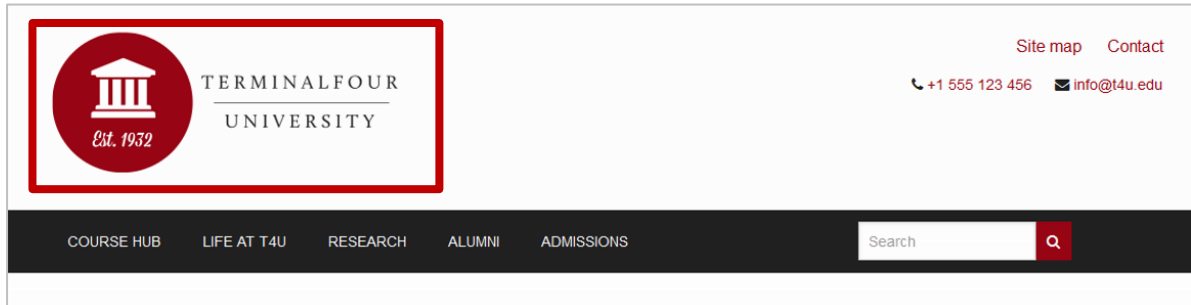 Site map Contact
+1 555 123 456 info@t4u.edu
TERMINALFOUR
UNIVERSITY
Est. 1932
COURSE HUB LIFE AT T4U RESEARCH ALUMNI ADMISSIONS Search